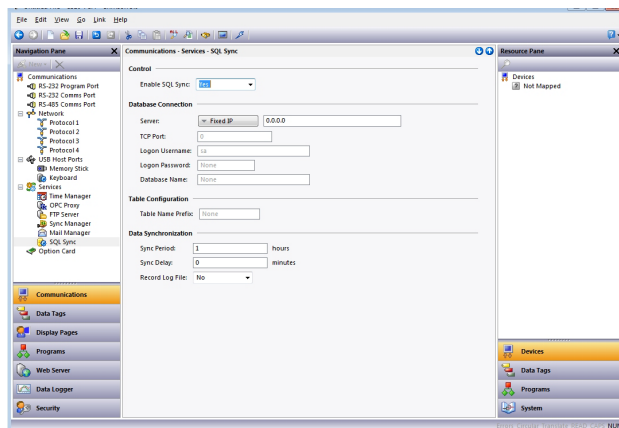 File Edit View Go Link Help
Navigation Pane
Communications - Services - SQL Sync
Resource Pane
Communications
RS-232 Program Port
RS-232 Comms Port
RS-485 Comms Port
Network
Protocol 1
Protocol 2
Protocol 3
Protocol 4
USB Host Ports
Memory Stick
Keyboard
Services
Time Manager
OPC Proxy
FTP Server
Sync Manager
Mail Manager
SQL Sync
Option Card
Communications
Data Tags
Display Pages
Programs
Web Server
Data Logger
Security
Control
Enable SQL Sync: Yes
Database Connection
Server: Fixed IP 0.0.0.0
TCP Port: 0
Logon Username: sa
Logon Password: None
Database Name: None
Table Configuration
Table Name Prefix: None
Data Synchronization
Sync Period: 1 hours
Sync Delay: 0 minutes
Record Log File: No
Devices
Not Mapped
Devices
Data Tags
Programs
System
NUM